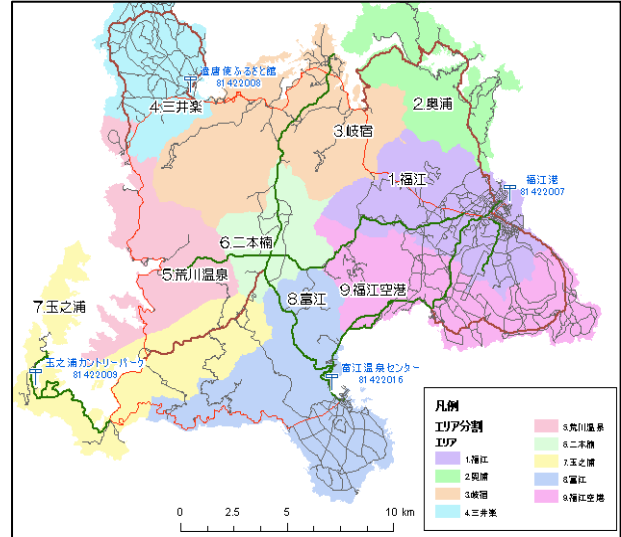 遣唐使ふるさと館
81422008
4.三井楽
2.奥浦
3.岐宿
1.福江
福江港
81422007
6.二本楠
5.荒川温泉
9.福江空港
8.富江
7.玉之浦
玉之浦カントリーパーク
81422009
富江温泉センター
81422016
凡例
エリア分割
エリア
1.福江
2.奥浦
3.岐宿
4.三井楽
5.荒川温泉
6.二本楠
7.玉之浦
8.富江
9.福江空港
0 2.5 5 10 km